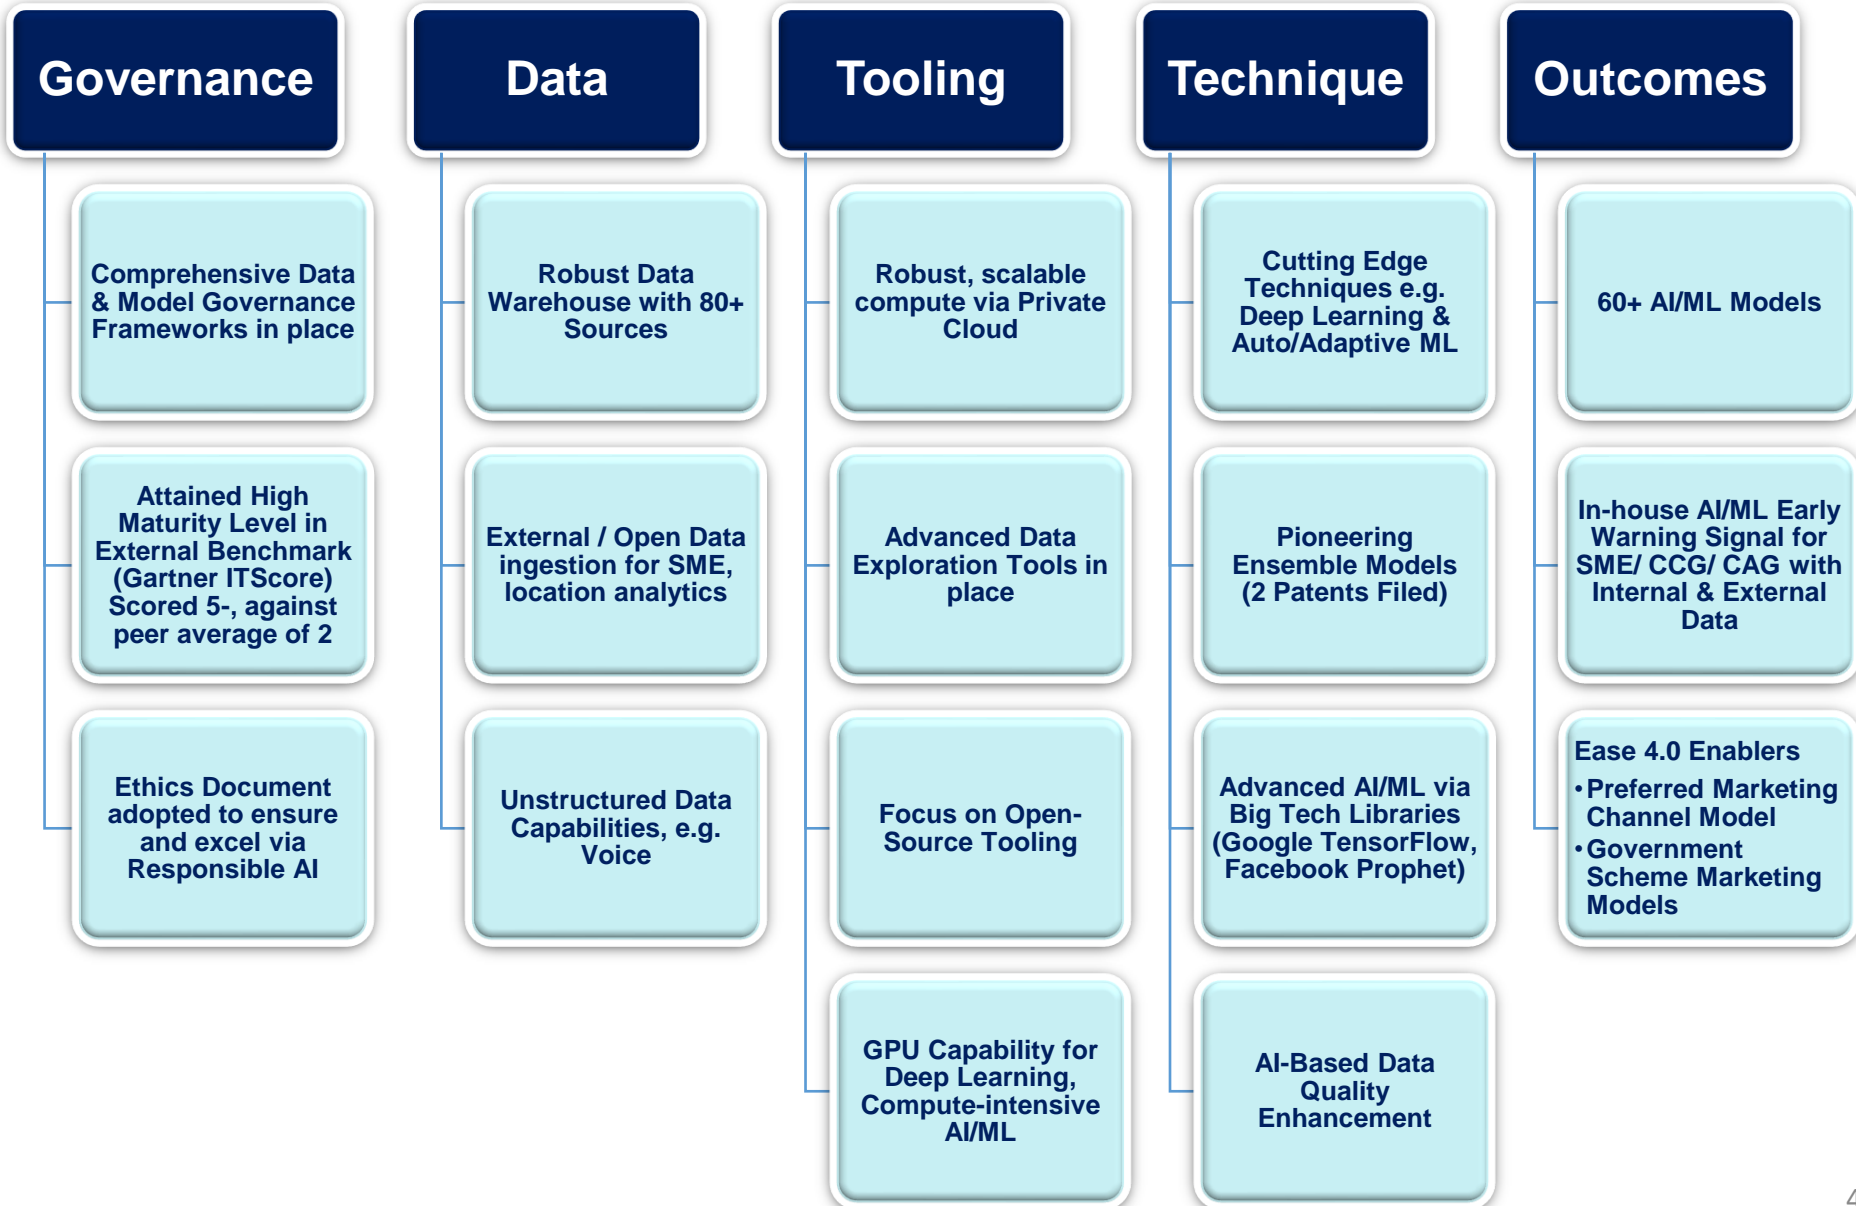 Governance
Comprehensive Data
& Model Governance
Frameworks in place
Attained High
Maturity Level in
External Benchmark
(Gartner ITScore)
Scored 5-, against
peer average of 2
Ethics Document
adopted to ensure
and excel via
Responsible AI
Data
Robust Data
Warehouse with 80+
Sources
External / Open Data
ingestion for SME,
location analytics
Unstructured Data
Capabilities, e.g.
Voice
Tooling
Robust, scalable
compute via Private
Cloud
Advanced Data
Exploration Tools in
place
Focus on Open-
Source Tooling
GPU Capability for
Deep Learning,
Compute-intensive
AI/ML
Technique
Cutting Edge
Techniques e.g.
Deep Learning &
Auto/Adaptive ML
Pioneering
Ensemble Models
(2 Patents Filed)
Advanced AI/ML via
Big Tech Libraries
(Google TensorFlow,
Facebook Prophet)
AI-Based Data
Quality
Enhancement
Outcomes
60+ AI/ML Models
In-house AI/ML Early
Warning Signal for
SME/ CCG/ CAG with
Internal & External
Data
Ease 4.0 Enablers
•Preferred Marketing
Channel Model
•Government
Scheme Marketing
Models